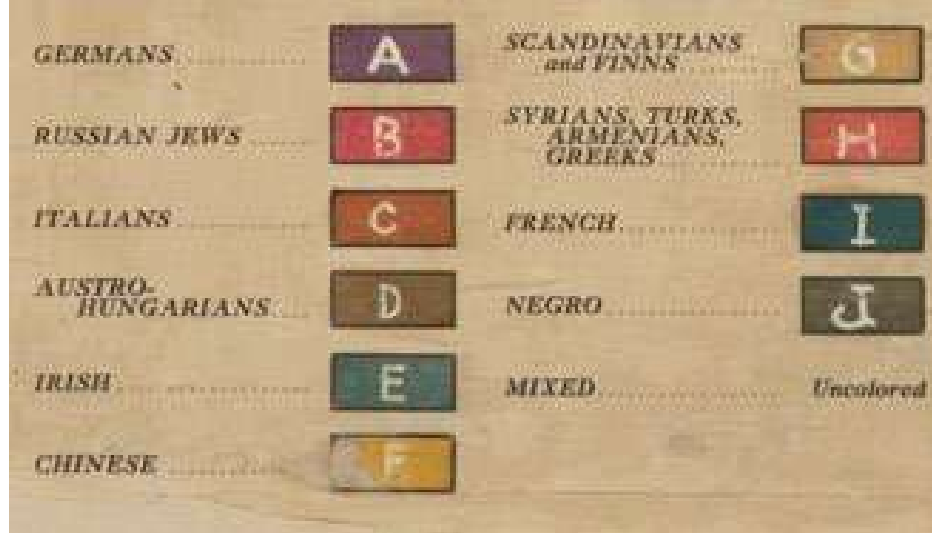 GERMANS A
RUSSIAN JEWS B
ITALIANS C
AUSTRO-
HUNGARIANS D
IRISH E
CHINESE F
SCANDINAVIANS
and FINNS G
SYRIANS, TURKS,
ARMENIANS,
GREEKS H
FRENCH I
NEGRO J
MIXED Uncolored